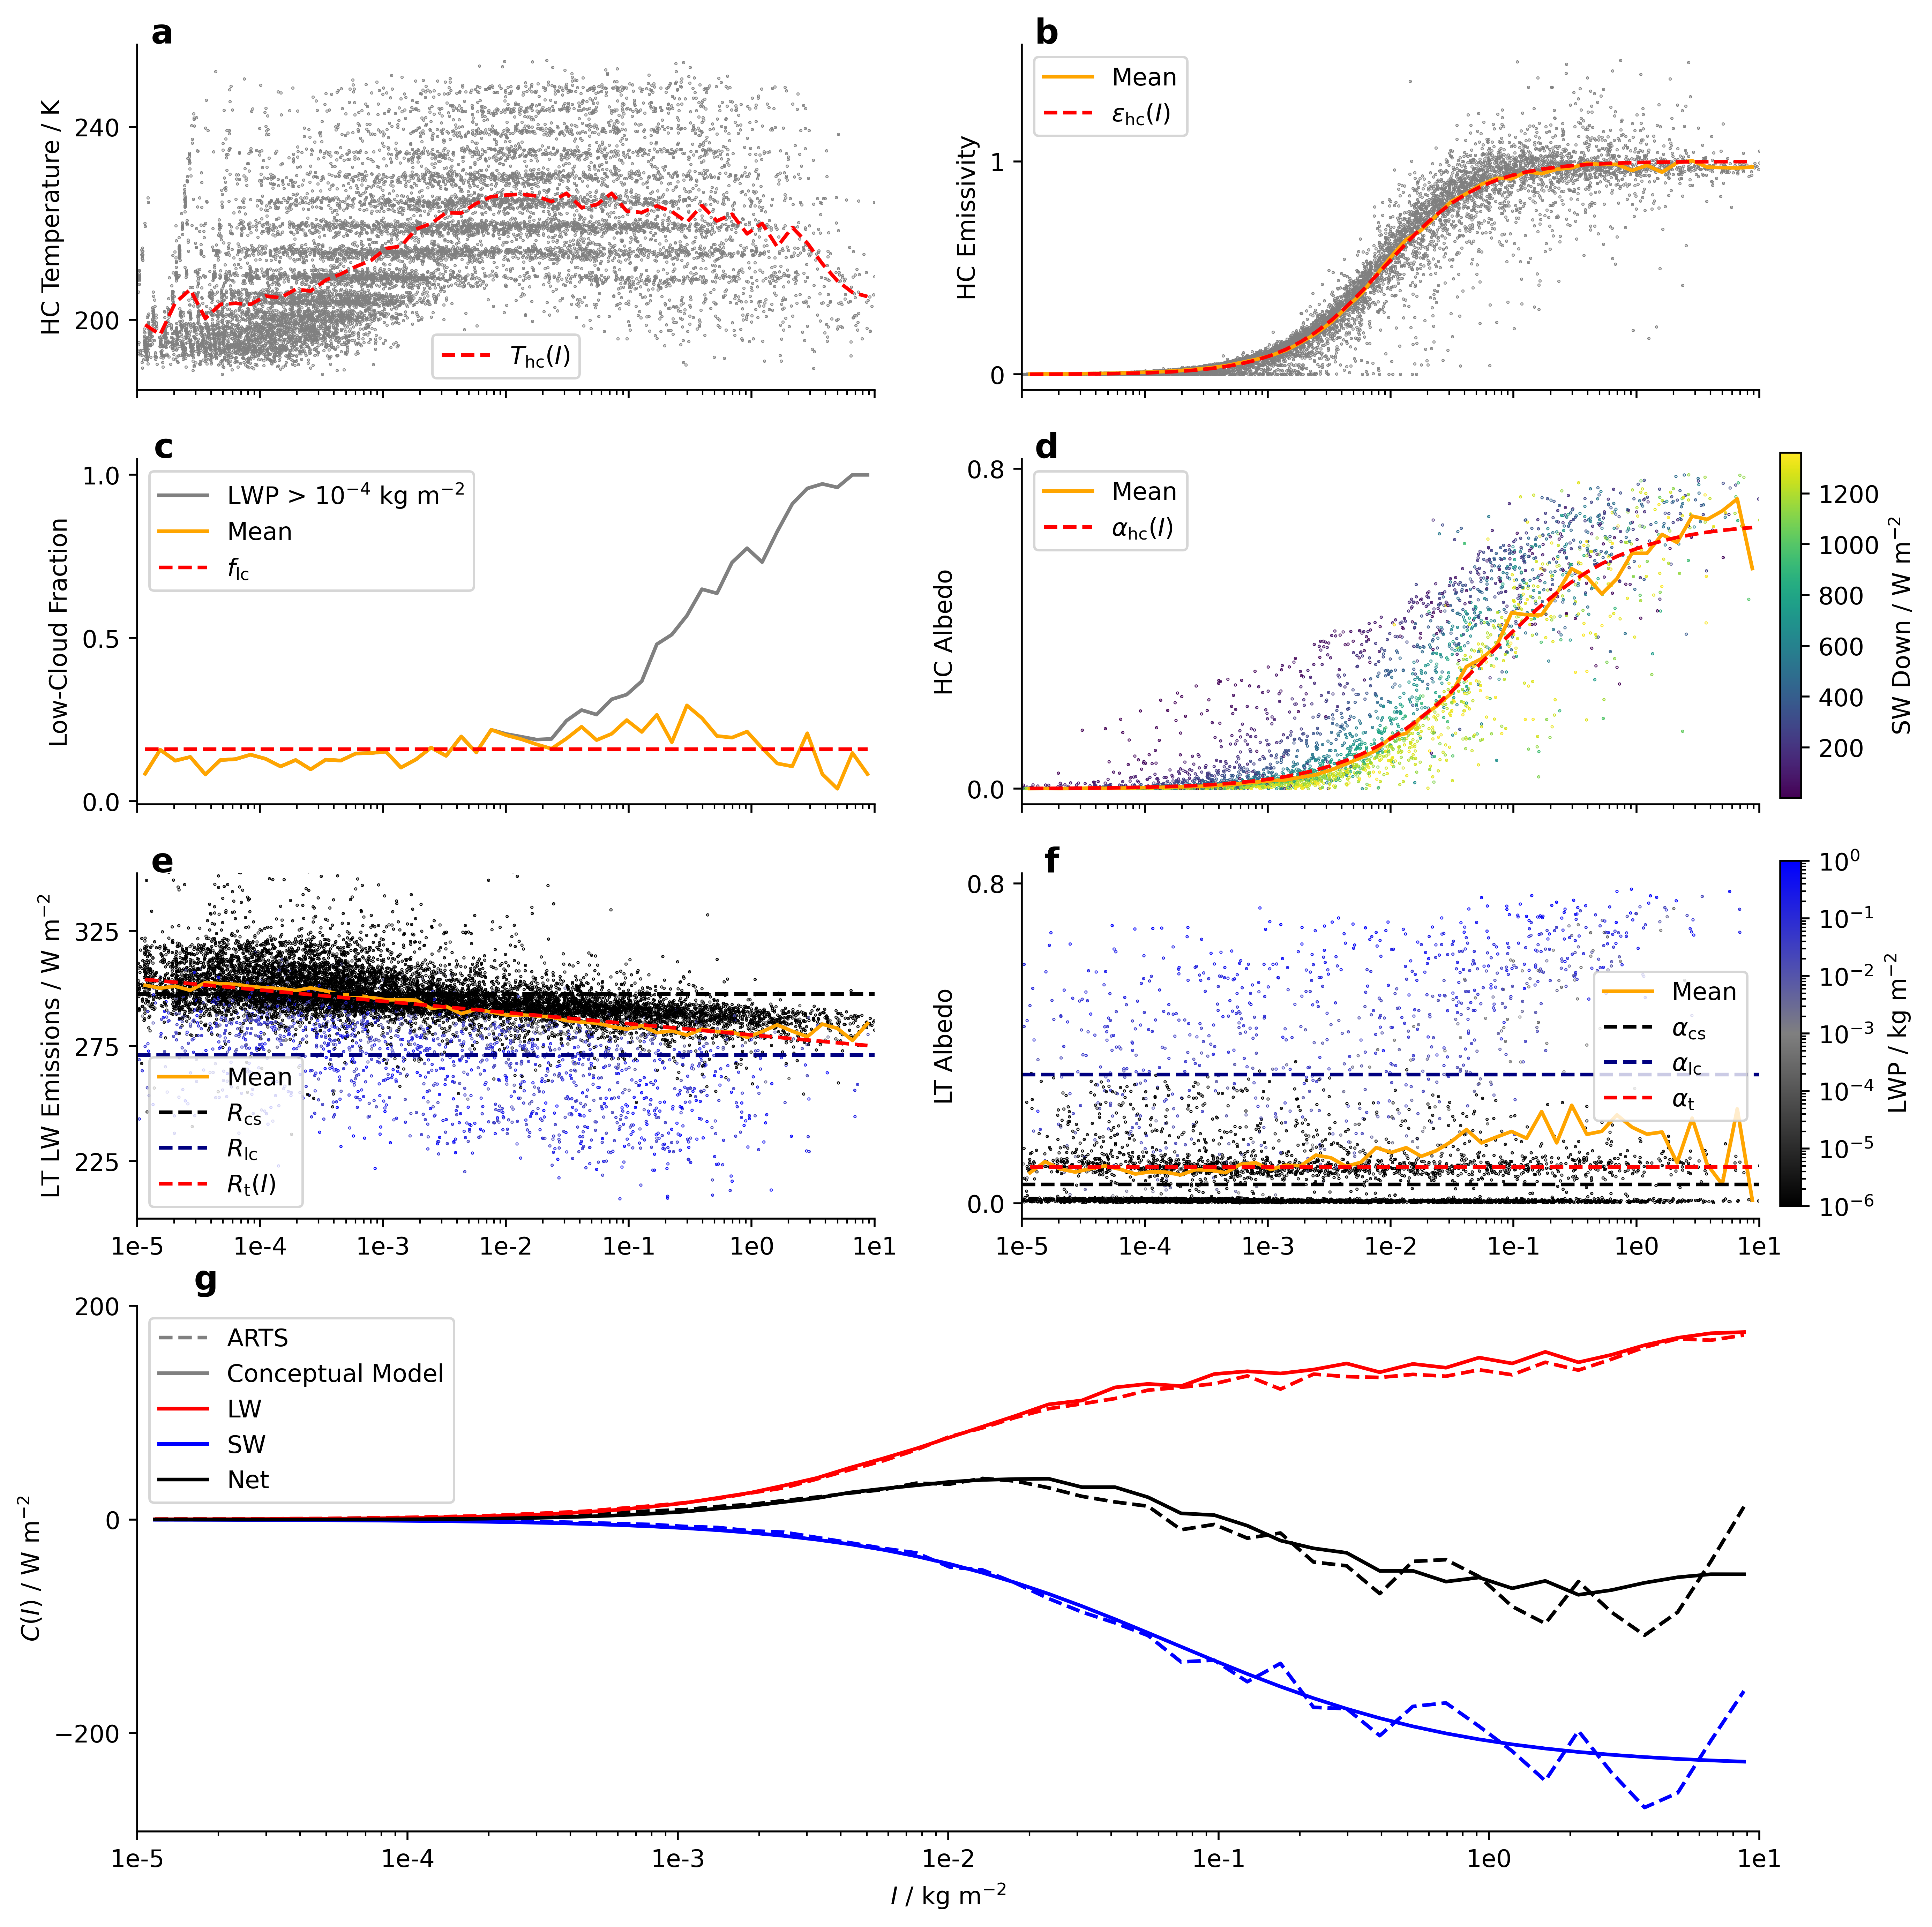 a
HC Temperature / K
240
200
T_hc(I)
b
HC Emissivity
1
0
Mean
ε_hc(I)
c
Low-Cloud Fraction
1.0
0.5
0.0
LWP > 10⁻⁴ kg m⁻²
Mean
f_lc
d
HC Albedo
0.8
0.0
Mean
α_hc(I)
1200
1000
800
600
400
200
SW Down / W m⁻²
e
LT LW Emissions / W m⁻²
325
275
225
Mean
R_cs
R_lc
R_t(I)
1e-5 1e-4 1e-3 1e-2 1e-1 1e0 1e1
f
LT Albedo
0.8
0.0
Mean
α_cs
α_lc
α_t
1e-5 1e-4 1e-3 1e-2 1e-1 1e0 1e1
10⁰
10⁻¹
10⁻²
10⁻³
10⁻⁴
10⁻⁵
10⁻⁶
LWP / kg m⁻²
g
C(I) / W m⁻²
200
0
−200
ARTS
Conceptual Model
LW
SW
Net
1e-5 1e-4 1e-3 1e-2 1e-1 1e0 1e1
I / kg m⁻²